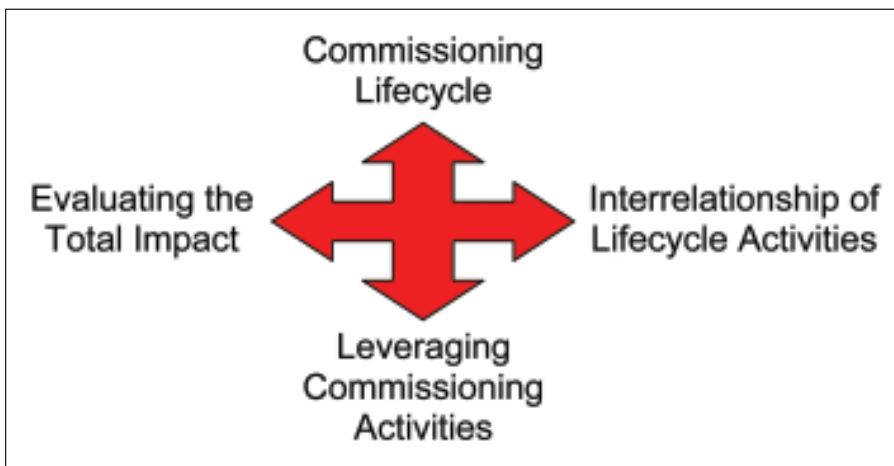 Commissioning
Lifecycle
Evaluating the
Total Impact
Interrelationship of
Lifecycle Activities
Leveraging
Commissioning
Activities